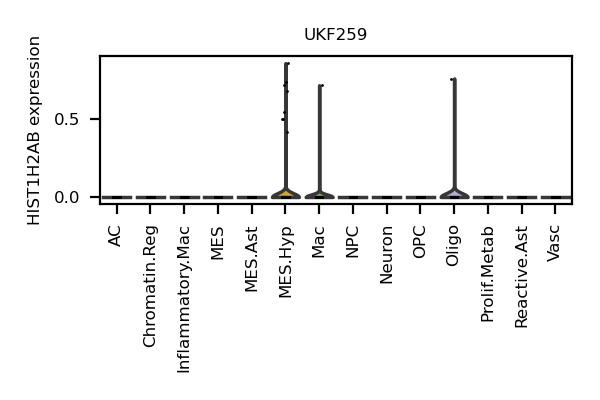 UKF259
HIST1H2AB expression
0.5
0.0
AC
Chromatin.Reg
Inflammatory.Mac
MES
MES.Ast
MES.Hyp
Mac
NPC
Neuron
OPC
Oligo
Prolif.Metab
Reactive.Ast
Vasc